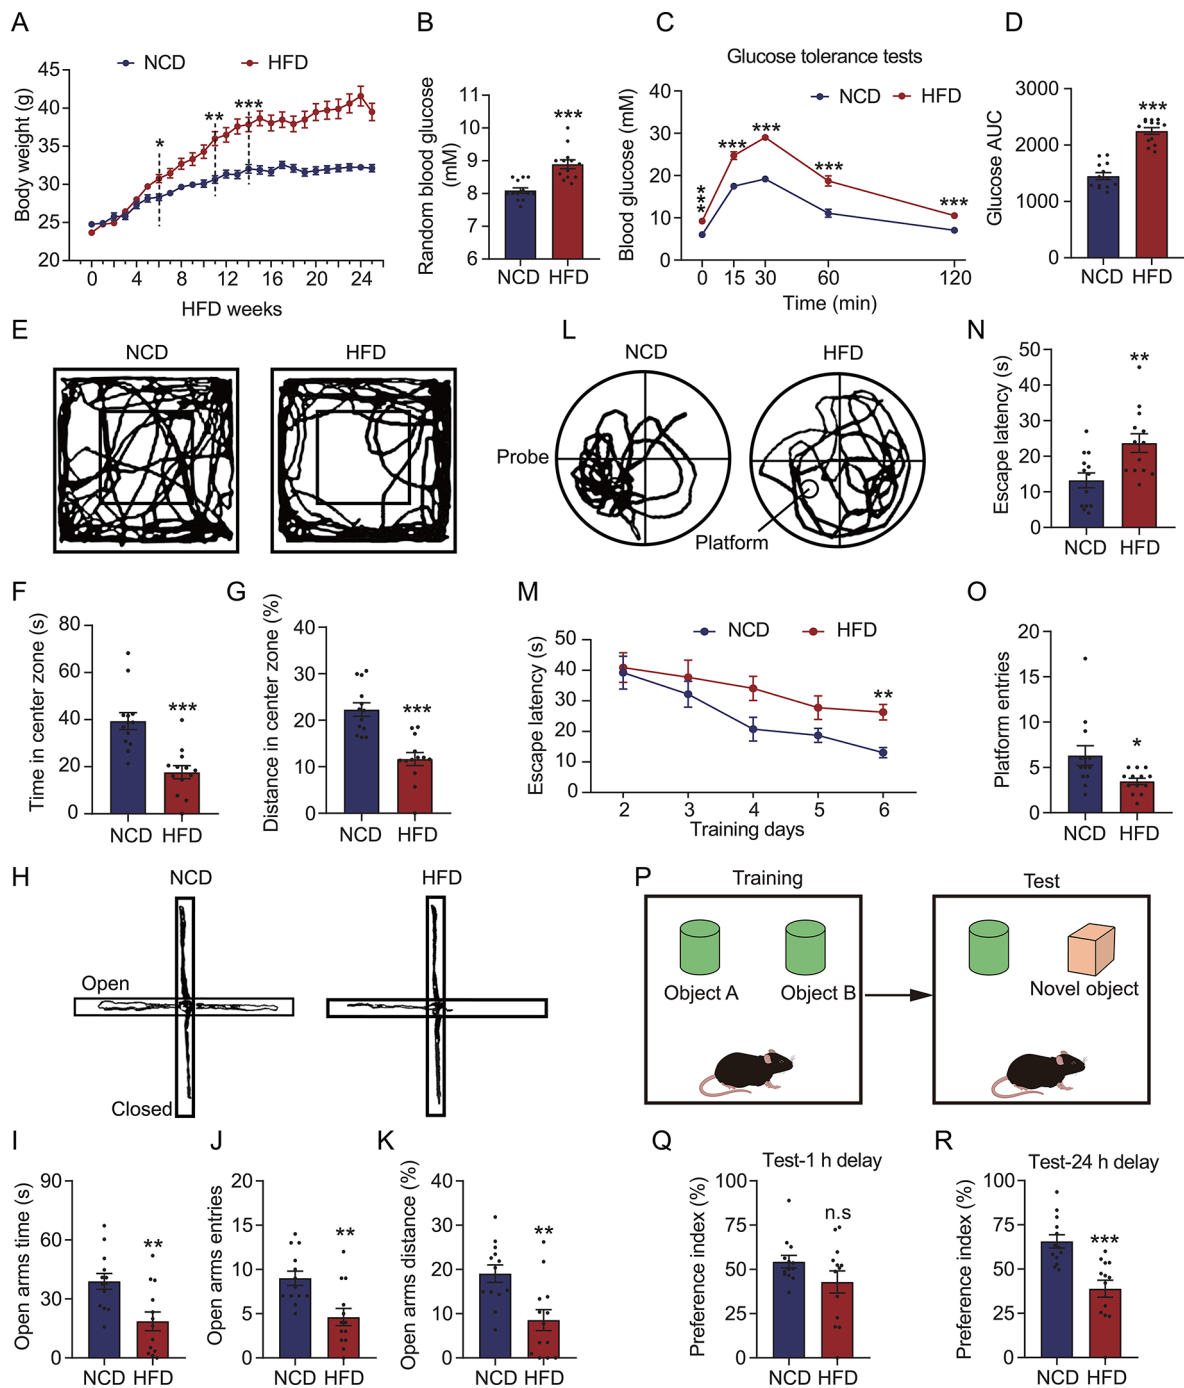 A
NCD
HFD
Body weight (g)
45
40
35
30
25
20
*
**
***
0
4
8
12
16
20
24
HFD weeks
B
Random blood glucose
(mM)
11
10
9
8
7
6
***
NCD
HFD
C
Glucose tolerance tests
NCD
HFD
Blood glucose (mM)
40
30
20
10
0
***
***
***
***
***
0
15
30
60
120
Time (min)
D
Glucose AUC
3000
2000
1000
0
***
NCD
HFD
E
NCD
HFD
L
NCD
HFD
Probe
Platform
N
Escape latency (s)
50
40
30
20
10
0
**
NCD
HFD
F
Time in center zone (s)
80
60
40
20
0
***
NCD
HFD
G
Distance in center zone (%)
40
30
20
10
0
***
NCD
HFD
M
NCD
HFD
Escape latency (s)
50
40
30
20
10
0
**
2
3
4
5
6
Training days
O
Platform entries
20
15
10
5
0
*
NCD
HFD
H
NCD
HFD
Open
Closed
P
Training
Test
Object A
Object B
Novel object
I
Open arms time (s)
90
60
30
0
**
NCD
HFD
J
Open arms entries
20
15
10
5
0
**
NCD
HFD
K
Open arms distance (%)
40
30
20
10
0
**
NCD
HFD
Q
Test-1 h delay
Preference index (%)
100
75
50
25
0
n.s
NCD
HFD
R
Test-24 h delay
Preference index (%)
100
75
50
25
0
***
NCD
HFD